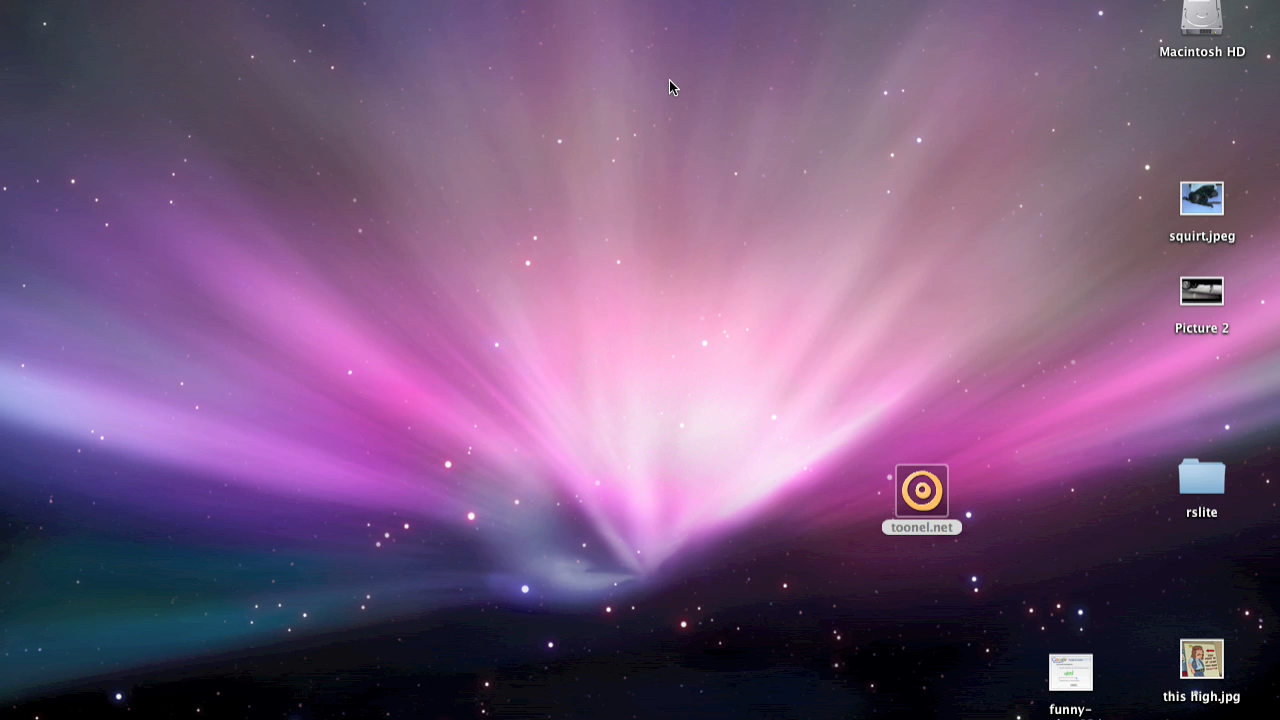 Macintosh HD
squirt.jpeg
Picture 2
rslite
toonel.net
this high.jpg
funny-